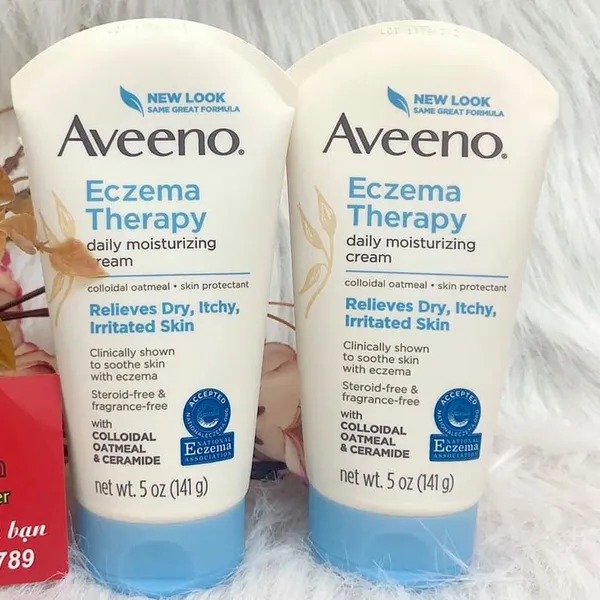 NEW LOOK
SAME GREAT FORMULA
Aveeno®
Eczema
Therapy
daily moisturizing
cream
colloidal oatmeal • skin protectant
Relieves Dry, Itchy,
Irritated Skin
Clinically shown
to soothe skin
with eczema
Steroid-free &
fragrance-free
with
COLLOIDAL
OATMEAL
& CERAMIDE
ACCEPTED
NATIONAL
Eczema
ASSOCIATION
net wt. 5 oz (141 g)
NEW LOOK
SAME GREAT FORMULA
Aveeno®
Eczema
Therapy
daily moisturizing
cream
colloidal oatmeal • skin protectant
Relieves Dry, Itchy,
Irritated Skin
Clinically shown
to soothe skin
with eczema
Steroid-free &
fragrance-free
with
COLLOIDAL
OATMEAL
& CERAMIDE
ACCEPTED
NATIONAL
Eczema
ASSOCIATION
net wt. 5 oz (141 g)
bạn
789